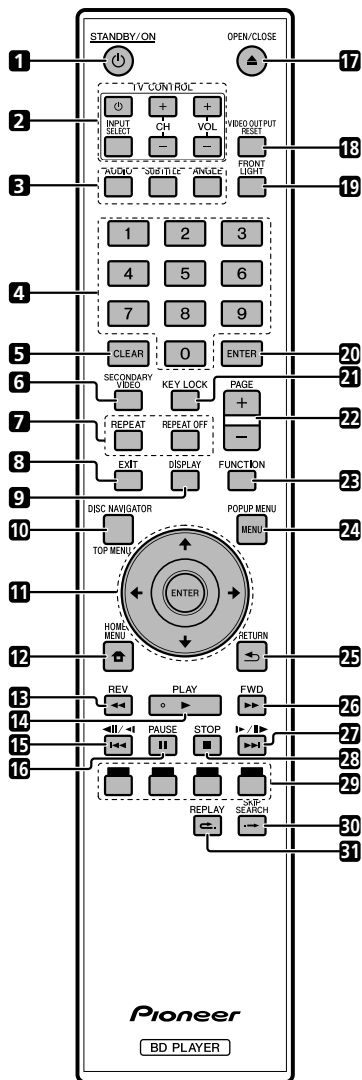 STANDBY/ON
OPEN/CLOSE
1
17
TV CONTROL
2
INPUT SELECT
CH
VOL
+
+
−
−
VIDEO OUTPUT RESET
18
3
AUDIO
SUBTITLE
ANGLE
FRONT LIGHT
19
4
1
2
3
4
5
6
7
8
9
5
CLEAR
0
ENTER
20
6
SECONDARY VIDEO
KEY LOCK
21
PAGE
+
−
22
7
REPEAT
REPEAT OFF
8
EXIT
DISPLAY
FUNCTION
23
9
10
DISC NAVIGATOR
TOP MENU
POPUP MENU
MENU
24
11
ENTER
12
HOME MENU
RETURN
25
13
REV
PLAY
FWD
26
14
15
PAUSE
STOP
27
16
28
29
REPLAY
SKIP SEARCH
30
31
Pioneer
BD PLAYER